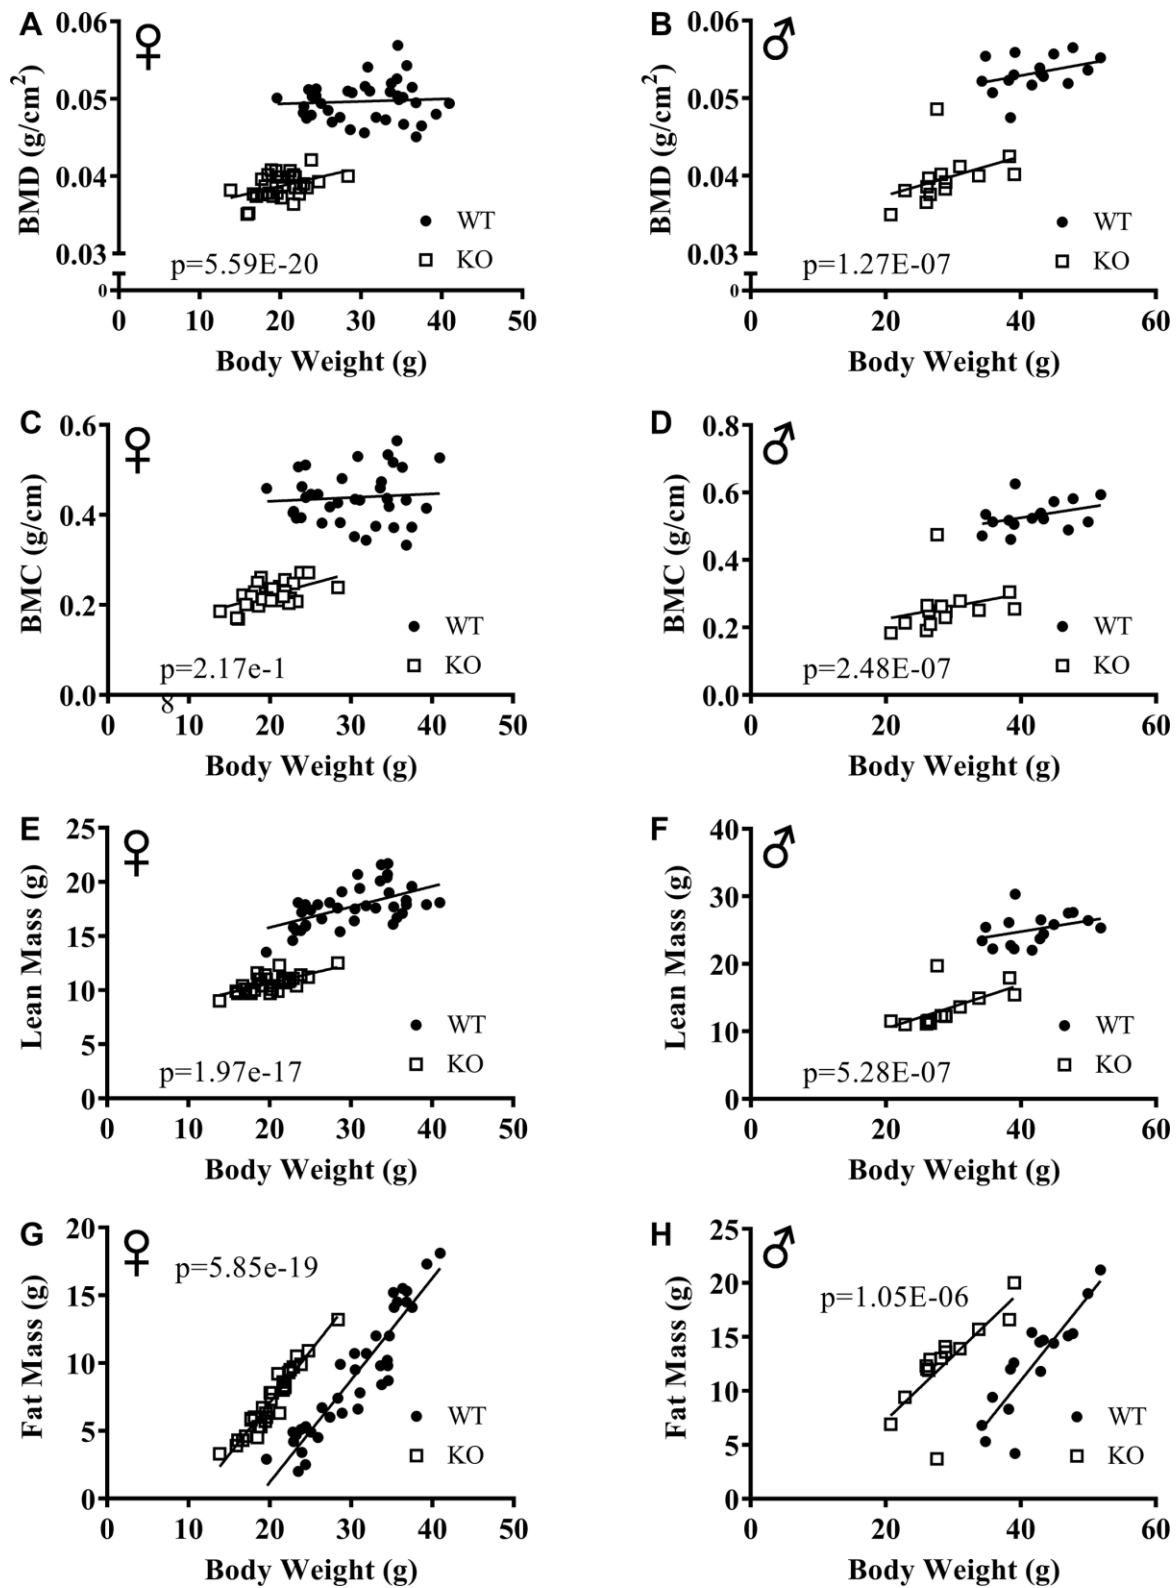 A ♀
0.06
0.05
0.04
0.03
0
BMD (g/cm2)
p=5.59E-20
WT
KO
0 10 20 30 40 50
Body Weight (g)
B ♂
0.06
0.05
0.04
0.03
0
BMD (g/cm2)
p=1.27E-07
WT
KO
0 20 40 60
Body Weight (g)
C ♀
0.6
0.4
0.2
0.0
BMC (g/cm)
p=2.17e-1
8
WT
KO
0 10 20 30 40 50
Body Weight (g)
D ♂
0.8
0.6
0.4
0.2
0.0
BMC (g/cm)
p=2.48E-07
WT
KO
0 20 40 60
Body Weight (g)
E ♀
25
20
15
10
5
0
Lean Mass (g)
p=1.97e-17
WT
KO
0 10 20 30 40 50
Body Weight (g)
F ♂
40
30
20
10
0
Lean Mass (g)
p=5.28E-07
WT
KO
0 20 40 60
Body Weight (g)
G ♀
20
15
10
5
0
Fat Mass (g)
p=5.85e-19
WT
KO
0 10 20 30 40 50
Body Weight (g)
H ♂
25
20
15
10
5
0
Fat Mass (g)
p=1.05E-06
WT
KO
0 20 40 60
Body Weight (g)